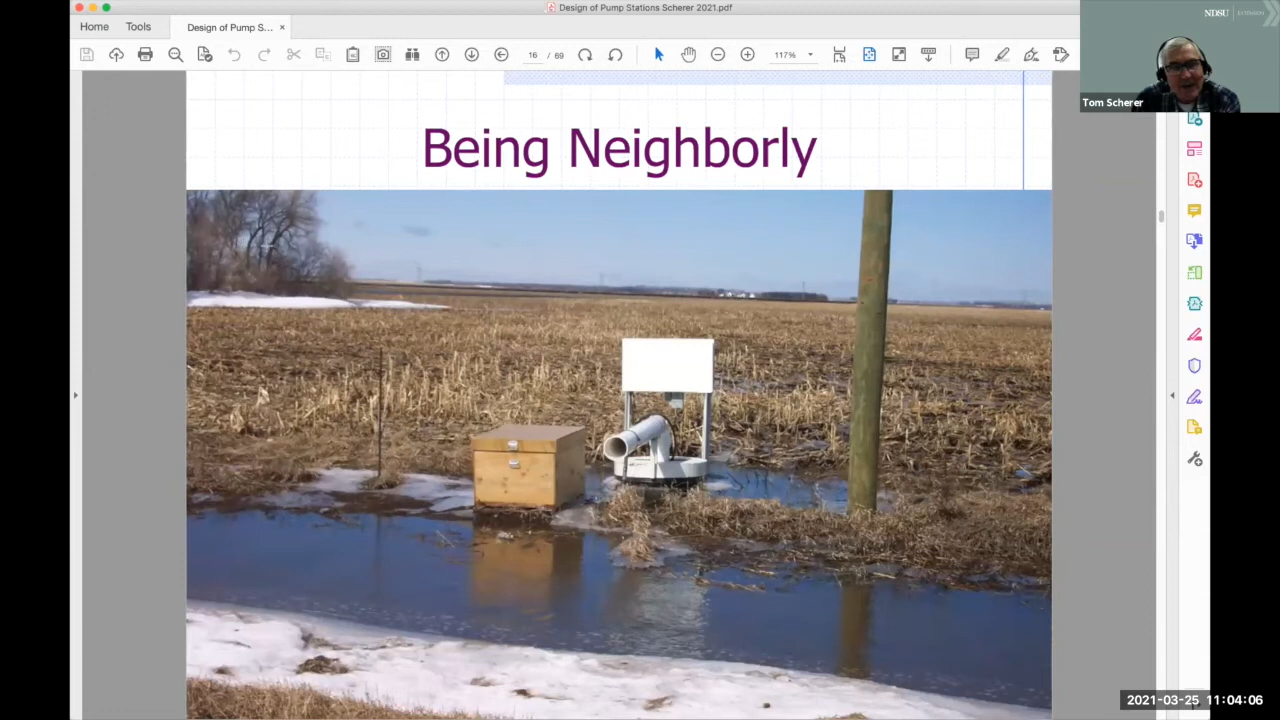 Design of Pump Stations Scherer 2021.pdf
NDSU EXTENSION
Home
Tools
Design of Pump S...
16 / 69
117%
Tom Scherer
Being Neighborly
2021-03-25 11:04:06